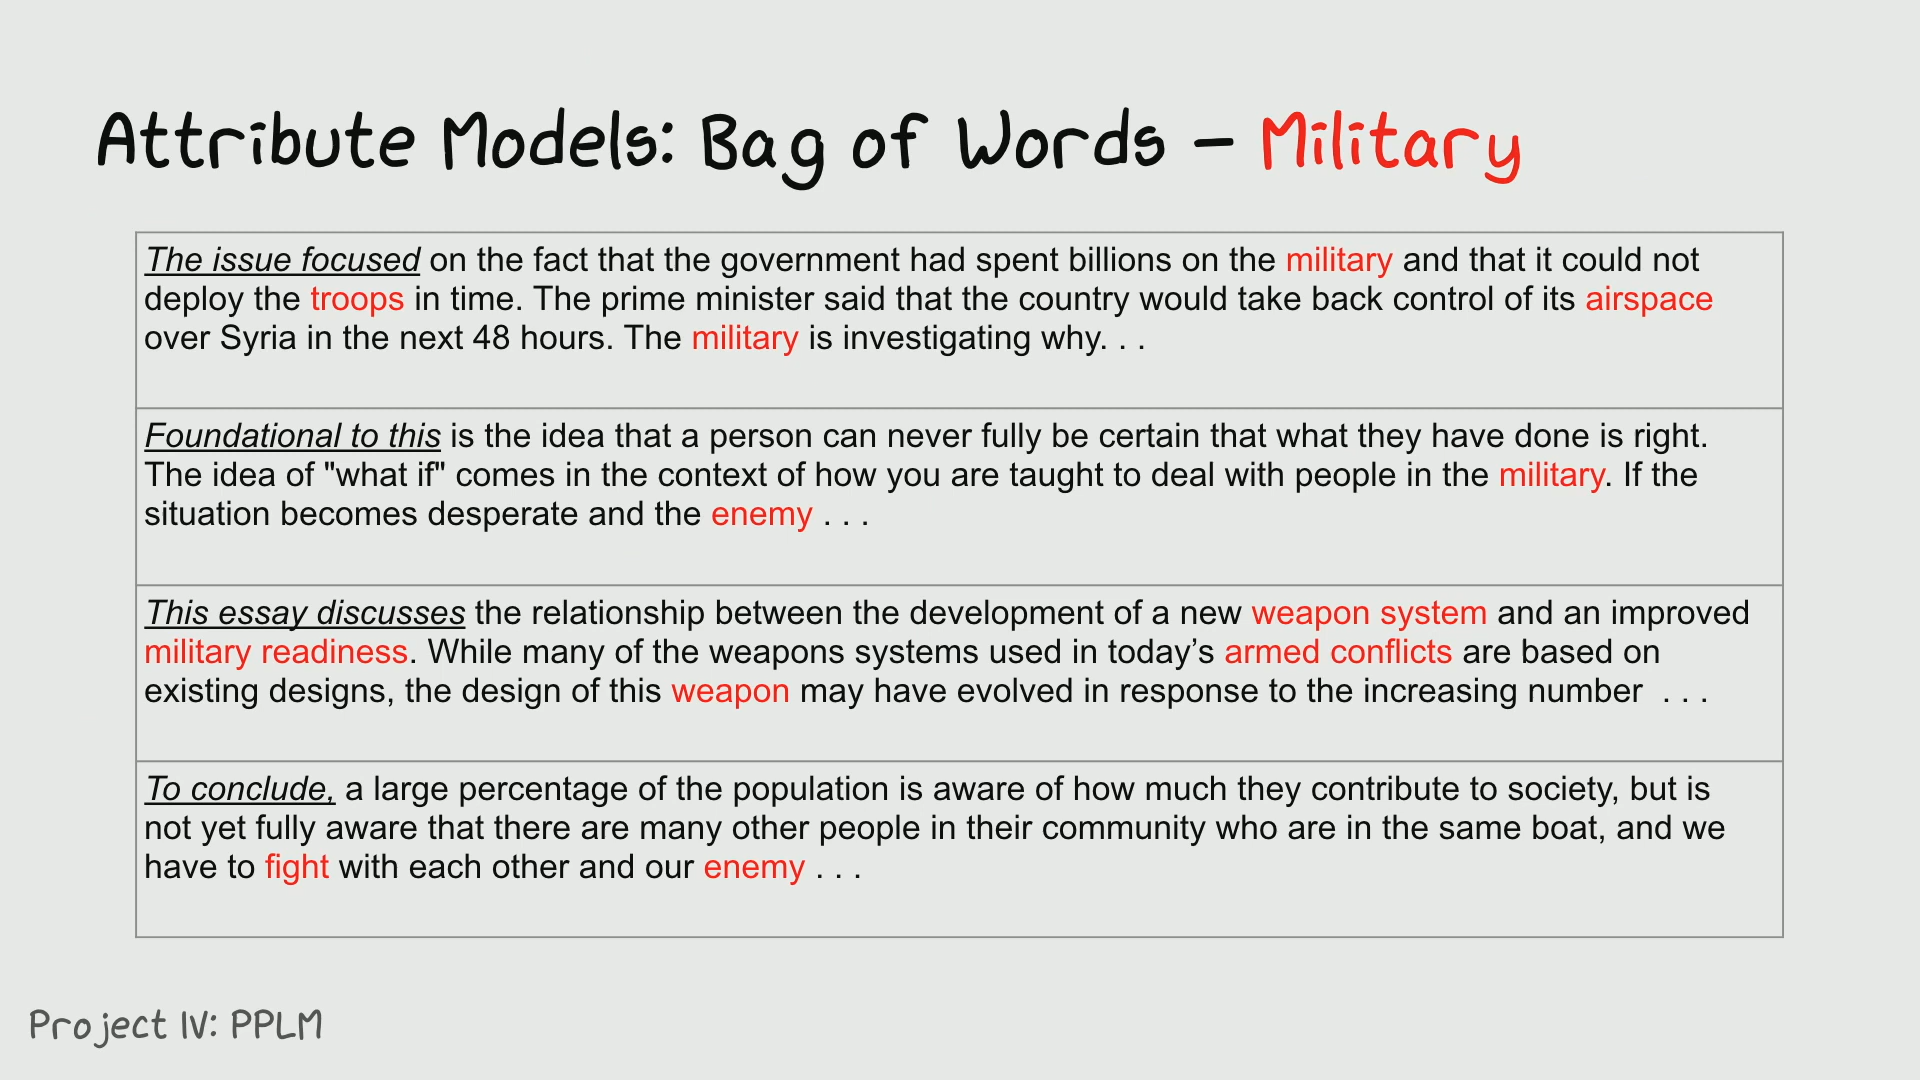 Attribute Models: Bag of Words – Military
The issue focused on the fact that the government had spent billions on the military and that it could not
deploy the troops in time. The prime minister said that the country would take back control of its airspace
over Syria in the next 48 hours. The military is investigating why. . .
Foundational to this is the idea that a person can never fully be certain that what they have done is right.
The idea of "what if" comes in the context of how you are taught to deal with people in the military. If the
situation becomes desperate and the enemy . . .
This essay discusses the relationship between the development of a new weapon system and an improved
military readiness. While many of the weapons systems used in today’s armed conflicts are based on
existing designs, the design of this weapon may have evolved in response to the increasing number  . . .
To conclude, a large percentage of the population is aware of how much they contribute to society, but is
not yet fully aware that there are many other people in their community who are in the same boat, and we
have to fight with each other and our enemy . . .
Project IV: PPLM